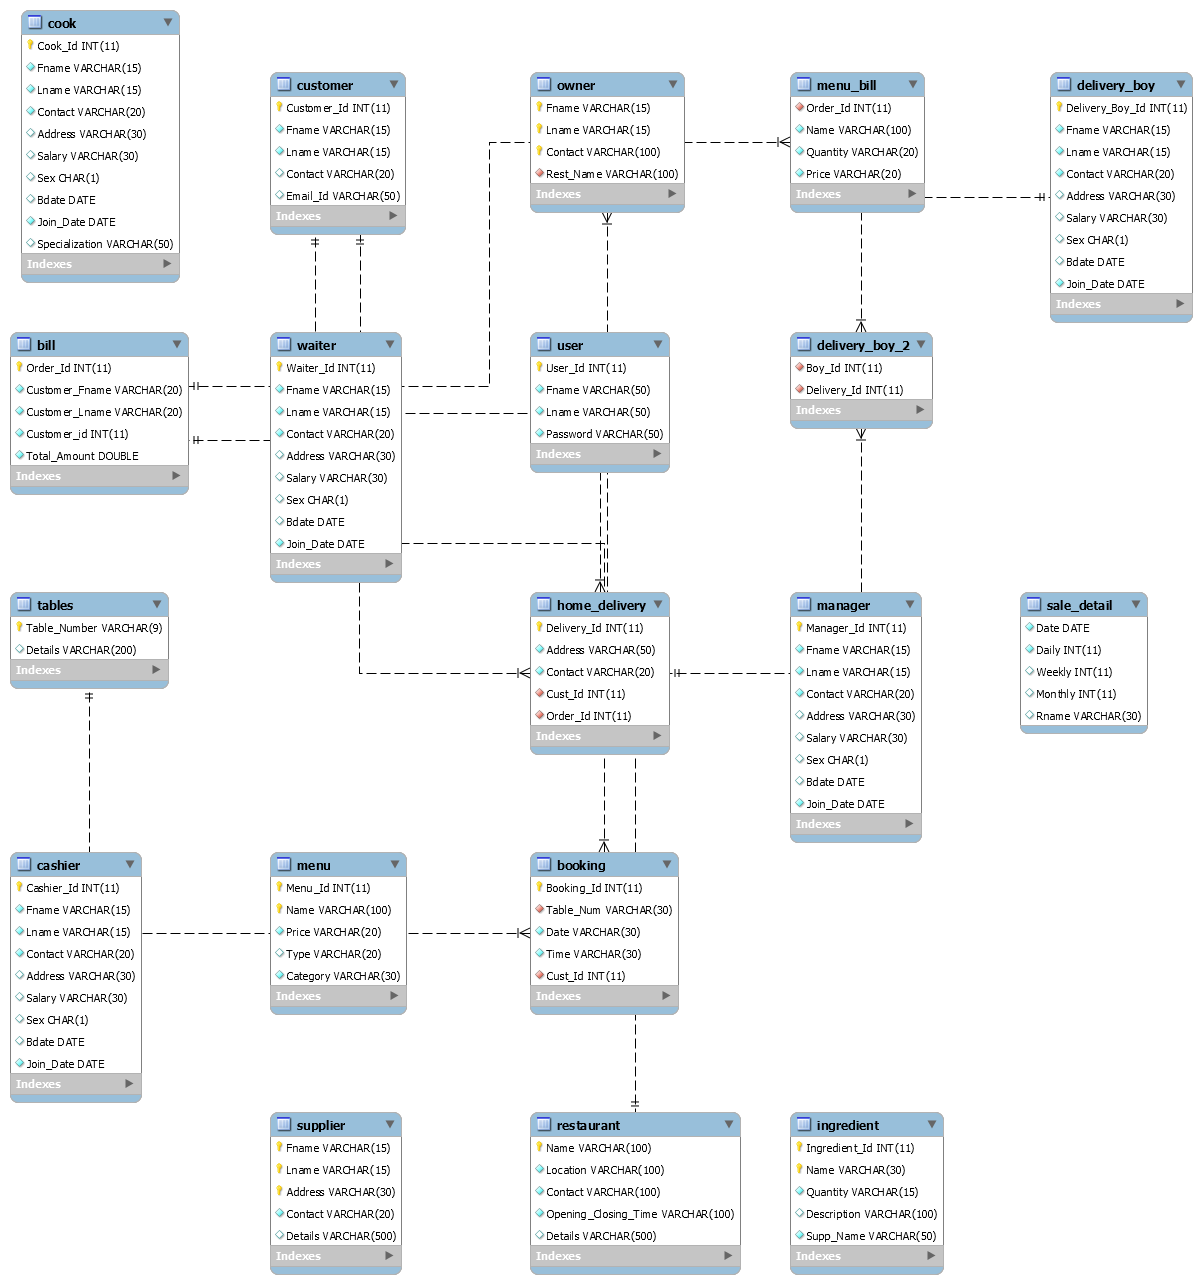 cook
Cook_Id INT(11)
Fname VARCHAR(15)
Lname VARCHAR(15)
Contact VARCHAR(20)
Address VARCHAR(30)
Salary VARCHAR(30)
Sex CHAR(1)
Bdate DATE
Join_Date DATE
Specialization VARCHAR(50)
Indexes
customer
Customer_Id INT(11)
Fname VARCHAR(15)
Lname VARCHAR(15)
Contact VARCHAR(20)
Email_Id VARCHAR(50)
Indexes
owner
Fname VARCHAR(15)
Lname VARCHAR(15)
Contact VARCHAR(100)
Rest_Name VARCHAR(100)
Indexes
menu_bill
Order_Id INT(11)
Name VARCHAR(100)
Quantity VARCHAR(20)
Price VARCHAR(20)
Indexes
delivery_boy
Delivery_Boy_Id INT(11)
Fname VARCHAR(15)
Lname VARCHAR(15)
Contact VARCHAR(20)
Address VARCHAR(30)
Salary VARCHAR(30)
Sex CHAR(1)
Bdate DATE
Join_Date DATE
Indexes
bill
Order_Id INT(11)
Customer_Fname VARCHAR(20)
Customer_Lname VARCHAR(20)
Customer_id INT(11)
Total_Amount DOUBLE
Indexes
waiter
Waiter_Id INT(11)
Fname VARCHAR(15)
Lname VARCHAR(15)
Contact VARCHAR(20)
Address VARCHAR(30)
Salary VARCHAR(30)
Sex CHAR(1)
Bdate DATE
Join_Date DATE
Indexes
user
User_Id INT(11)
Fname VARCHAR(50)
Lname VARCHAR(50)
Password VARCHAR(50)
Indexes
delivery_boy_2
Boy_Id INT(11)
Delivery_Id INT(11)
Indexes
tables
Table_Number VARCHAR(9)
Details VARCHAR(200)
Indexes
home_delivery
Delivery_Id INT(11)
Address VARCHAR(50)
Contact VARCHAR(20)
Cust_Id INT(11)
Order_Id INT(11)
Indexes
manager
Manager_Id INT(11)
Fname VARCHAR(15)
Lname VARCHAR(15)
Contact VARCHAR(20)
Address VARCHAR(30)
Salary VARCHAR(30)
Sex CHAR(1)
Bdate DATE
Join_Date DATE
Indexes
sale_detail
Date DATE
Daily INT(11)
Weekly INT(11)
Monthly INT(11)
Rname VARCHAR(30)
cashier
Cashier_Id INT(11)
Fname VARCHAR(15)
Lname VARCHAR(15)
Contact VARCHAR(20)
Address VARCHAR(30)
Salary VARCHAR(30)
Sex CHAR(1)
Bdate DATE
Join_Date DATE
Indexes
menu
Menu_Id INT(11)
Name VARCHAR(100)
Price VARCHAR(20)
Type VARCHAR(20)
Category VARCHAR(30)
Indexes
booking
Booking_Id INT(11)
Table_Num VARCHAR(30)
Date VARCHAR(30)
Time VARCHAR(30)
Cust_Id INT(11)
Indexes
supplier
Fname VARCHAR(15)
Lname VARCHAR(15)
Address VARCHAR(30)
Contact VARCHAR(20)
Details VARCHAR(500)
Indexes
restaurant
Name VARCHAR(100)
Location VARCHAR(100)
Contact VARCHAR(100)
Opening_Closing_Time VARCHAR(100)
Details VARCHAR(500)
Indexes
ingredient
Ingredient_Id INT(11)
Name VARCHAR(30)
Quantity VARCHAR(15)
Description VARCHAR(100)
Supp_Name VARCHAR(50)
Indexes